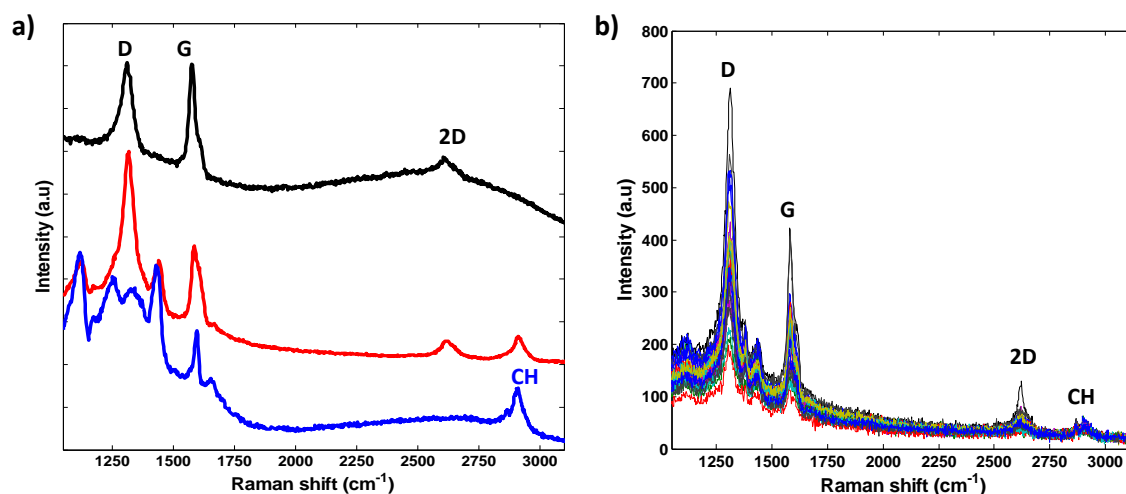 a)
D
G
2D
CH
Intensity (a.u)
1250
1500
1750
2000
2250
2500
2750
3000
Raman shift (cm-1)
b)
800
700
600
500
400
300
200
100
0
D
G
2D
CH
Intensity (a.u)
1250
1500
1750
2000
2250
2500
2750
3000
Raman shift (cm-1)